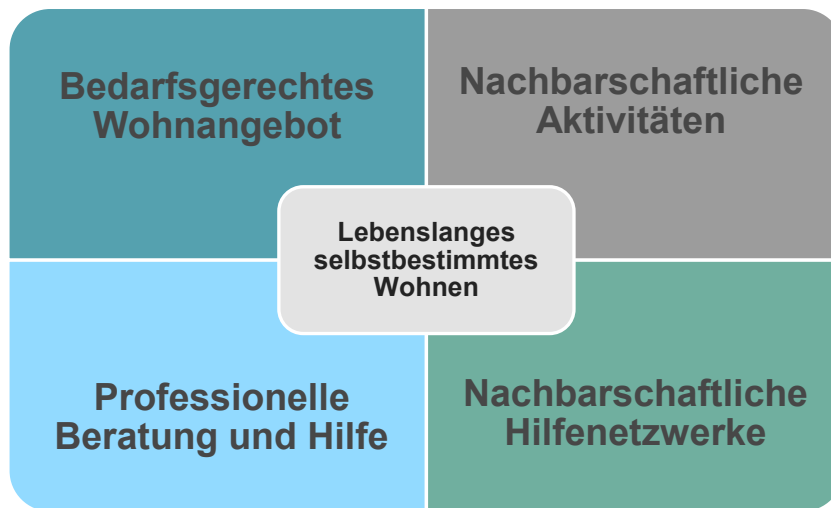 Bedarfsgerechtes
Wohnangebot
Nachbarschaftliche
Aktivitäten
Lebenslanges
selbstbestimmtes
Wohnen
Professionelle
Beratung und Hilfe
Nachbarschaftliche
Hilfenetzwerke